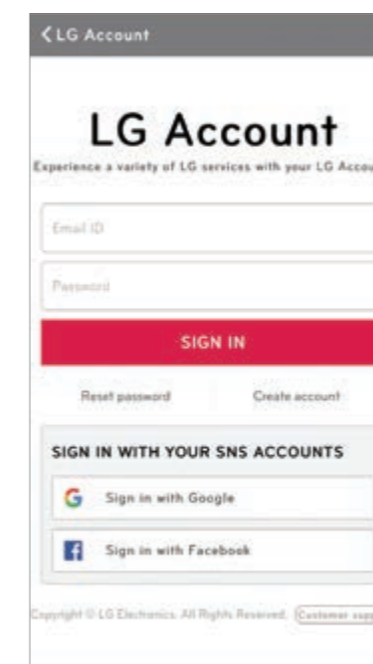 LG Account
LG Account
Experience a variety of LG services with your LG Accou
Email ID
Password
SIGN IN
Reset password Create account
SIGN IN WITH YOUR SNS ACCOUNTS
Sign in with Google
Sign in with Facebook
Copyright © LG Electronics. All Rights Reserved. Customer supp